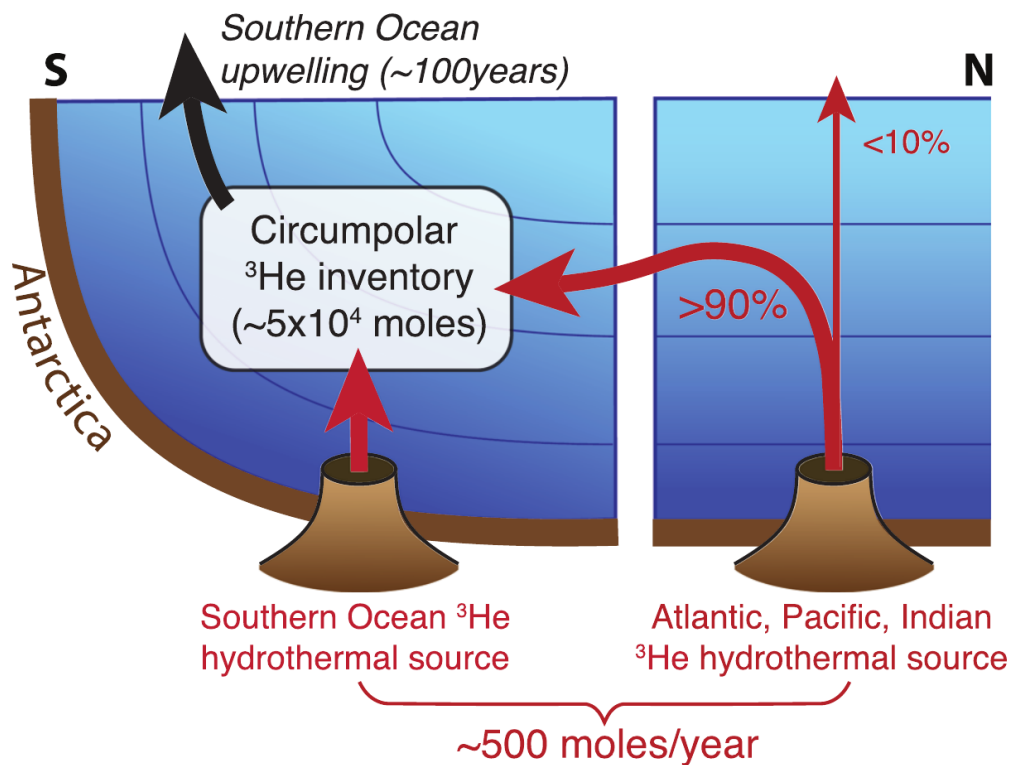 Southern Ocean
upwelling (~100years)
S
N
<10%
Circumpolar
³He inventory
(~5x10⁴ moles)
>90%
Antarctica
Southern Ocean ³He
hydrothermal source
Atlantic, Pacific, Indian
³He hydrothermal source
~500 moles/year